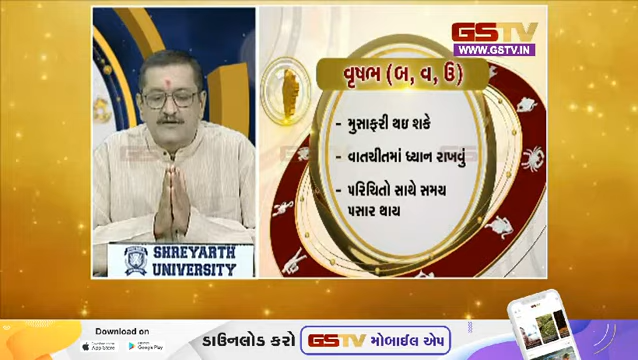 GSTV
WWW.GSTV.IN
વૃષભ (બ, વ, ઉ)
- મુસાફરી થઇ શકે
- વાતચીતમાં ધ્યાન રાખવું
- પરિચિતો સાથે સમય
પસાર થાય
SHREYARTH
UNIVERSITY
Download on
App Store
Google Play
ડાઉનલોડ કરો GSTV મોબાઈલ એપ